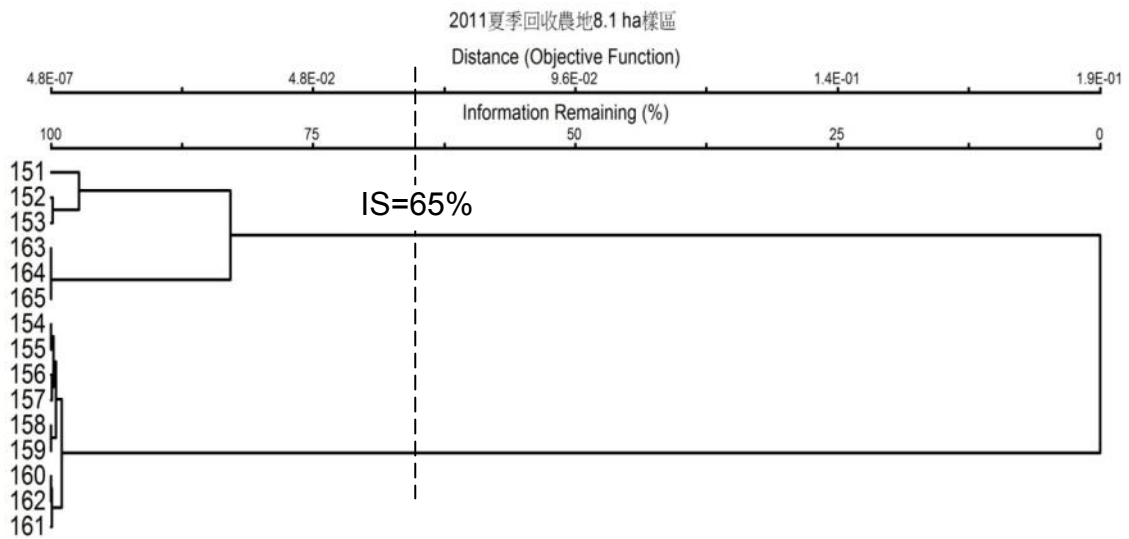 2011夏季回收農地8.1 ha樣區
Distance (Objective Function)
4.8E-07 4.8E-02 9.6E-02 1.4E-01 1.9E-01
Information Remaining (%)
100 75 50 25 0
151
152
IS=65%
153
163
164
165
154
155
156
157
158
159
160
162
161